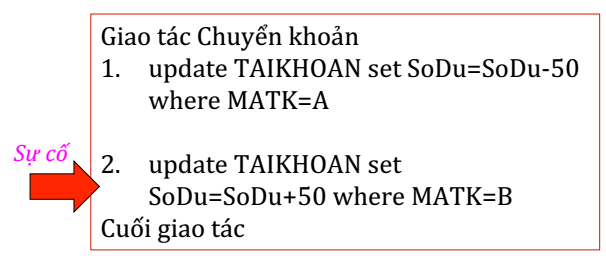 Giao tác Chuyển khoản
1. update TAIKHOAN set SoDu=SoDu-50
where MATK=A
Sự cố
2. update TAIKHOAN set
SoDu=SoDu+50 where MATK=B
Cuối giao tác